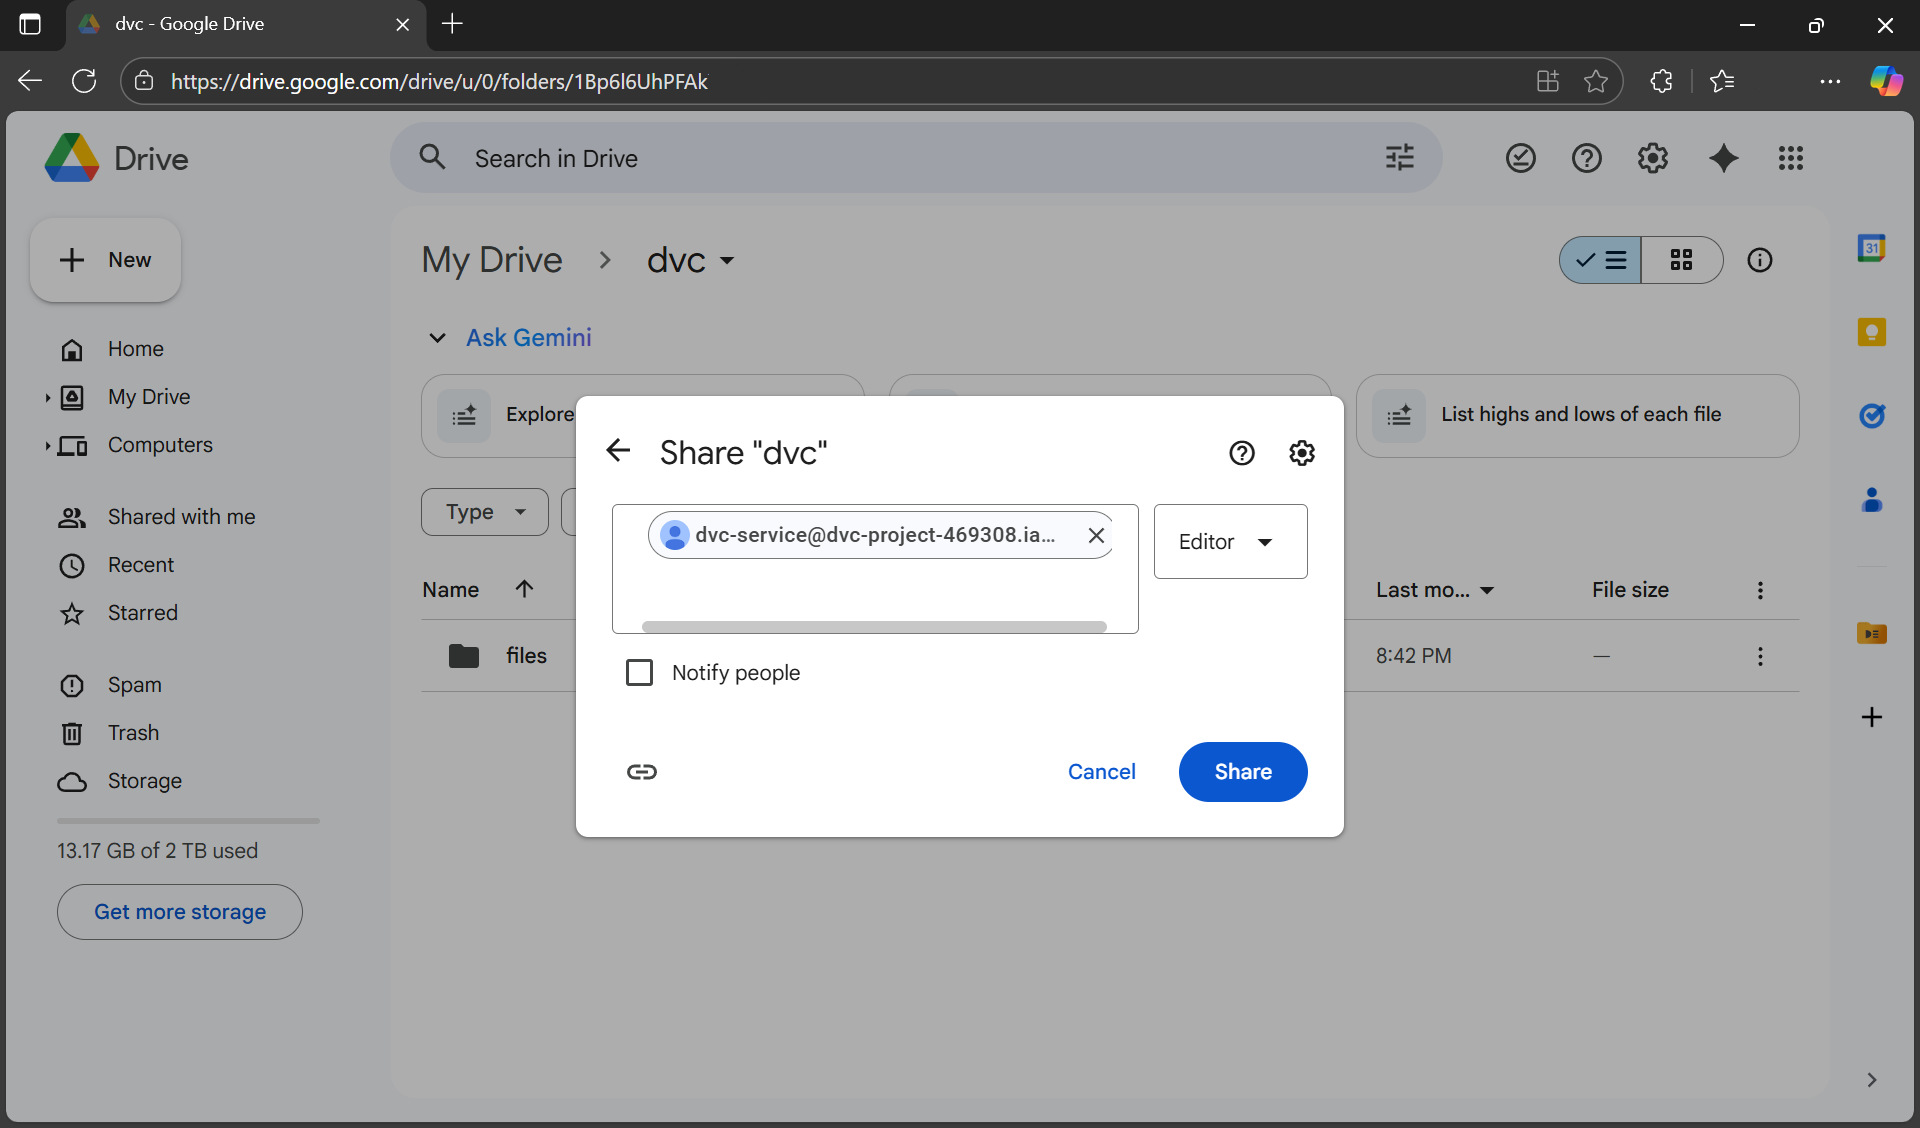 dvc - Google Drive
https://drive.google.com/drive/u/0/folders/1Bp6l6UhPFAk
Drive
Search in Drive
New
My Drive
dvc
31
Ask Gemini
Home
My Drive
Computers
Explore
List highs and lows of each file
Share "dvc"
Type
dvc-service@dvc-project-469308.ia...
Editor
Shared with me
Recent
Starred
Name
Last mo...
File size
files
8:42 PM
—
Notify people
Spam
Trash
Storage
Cancel
Share
13.17 GB of 2 TB used
Get more storage